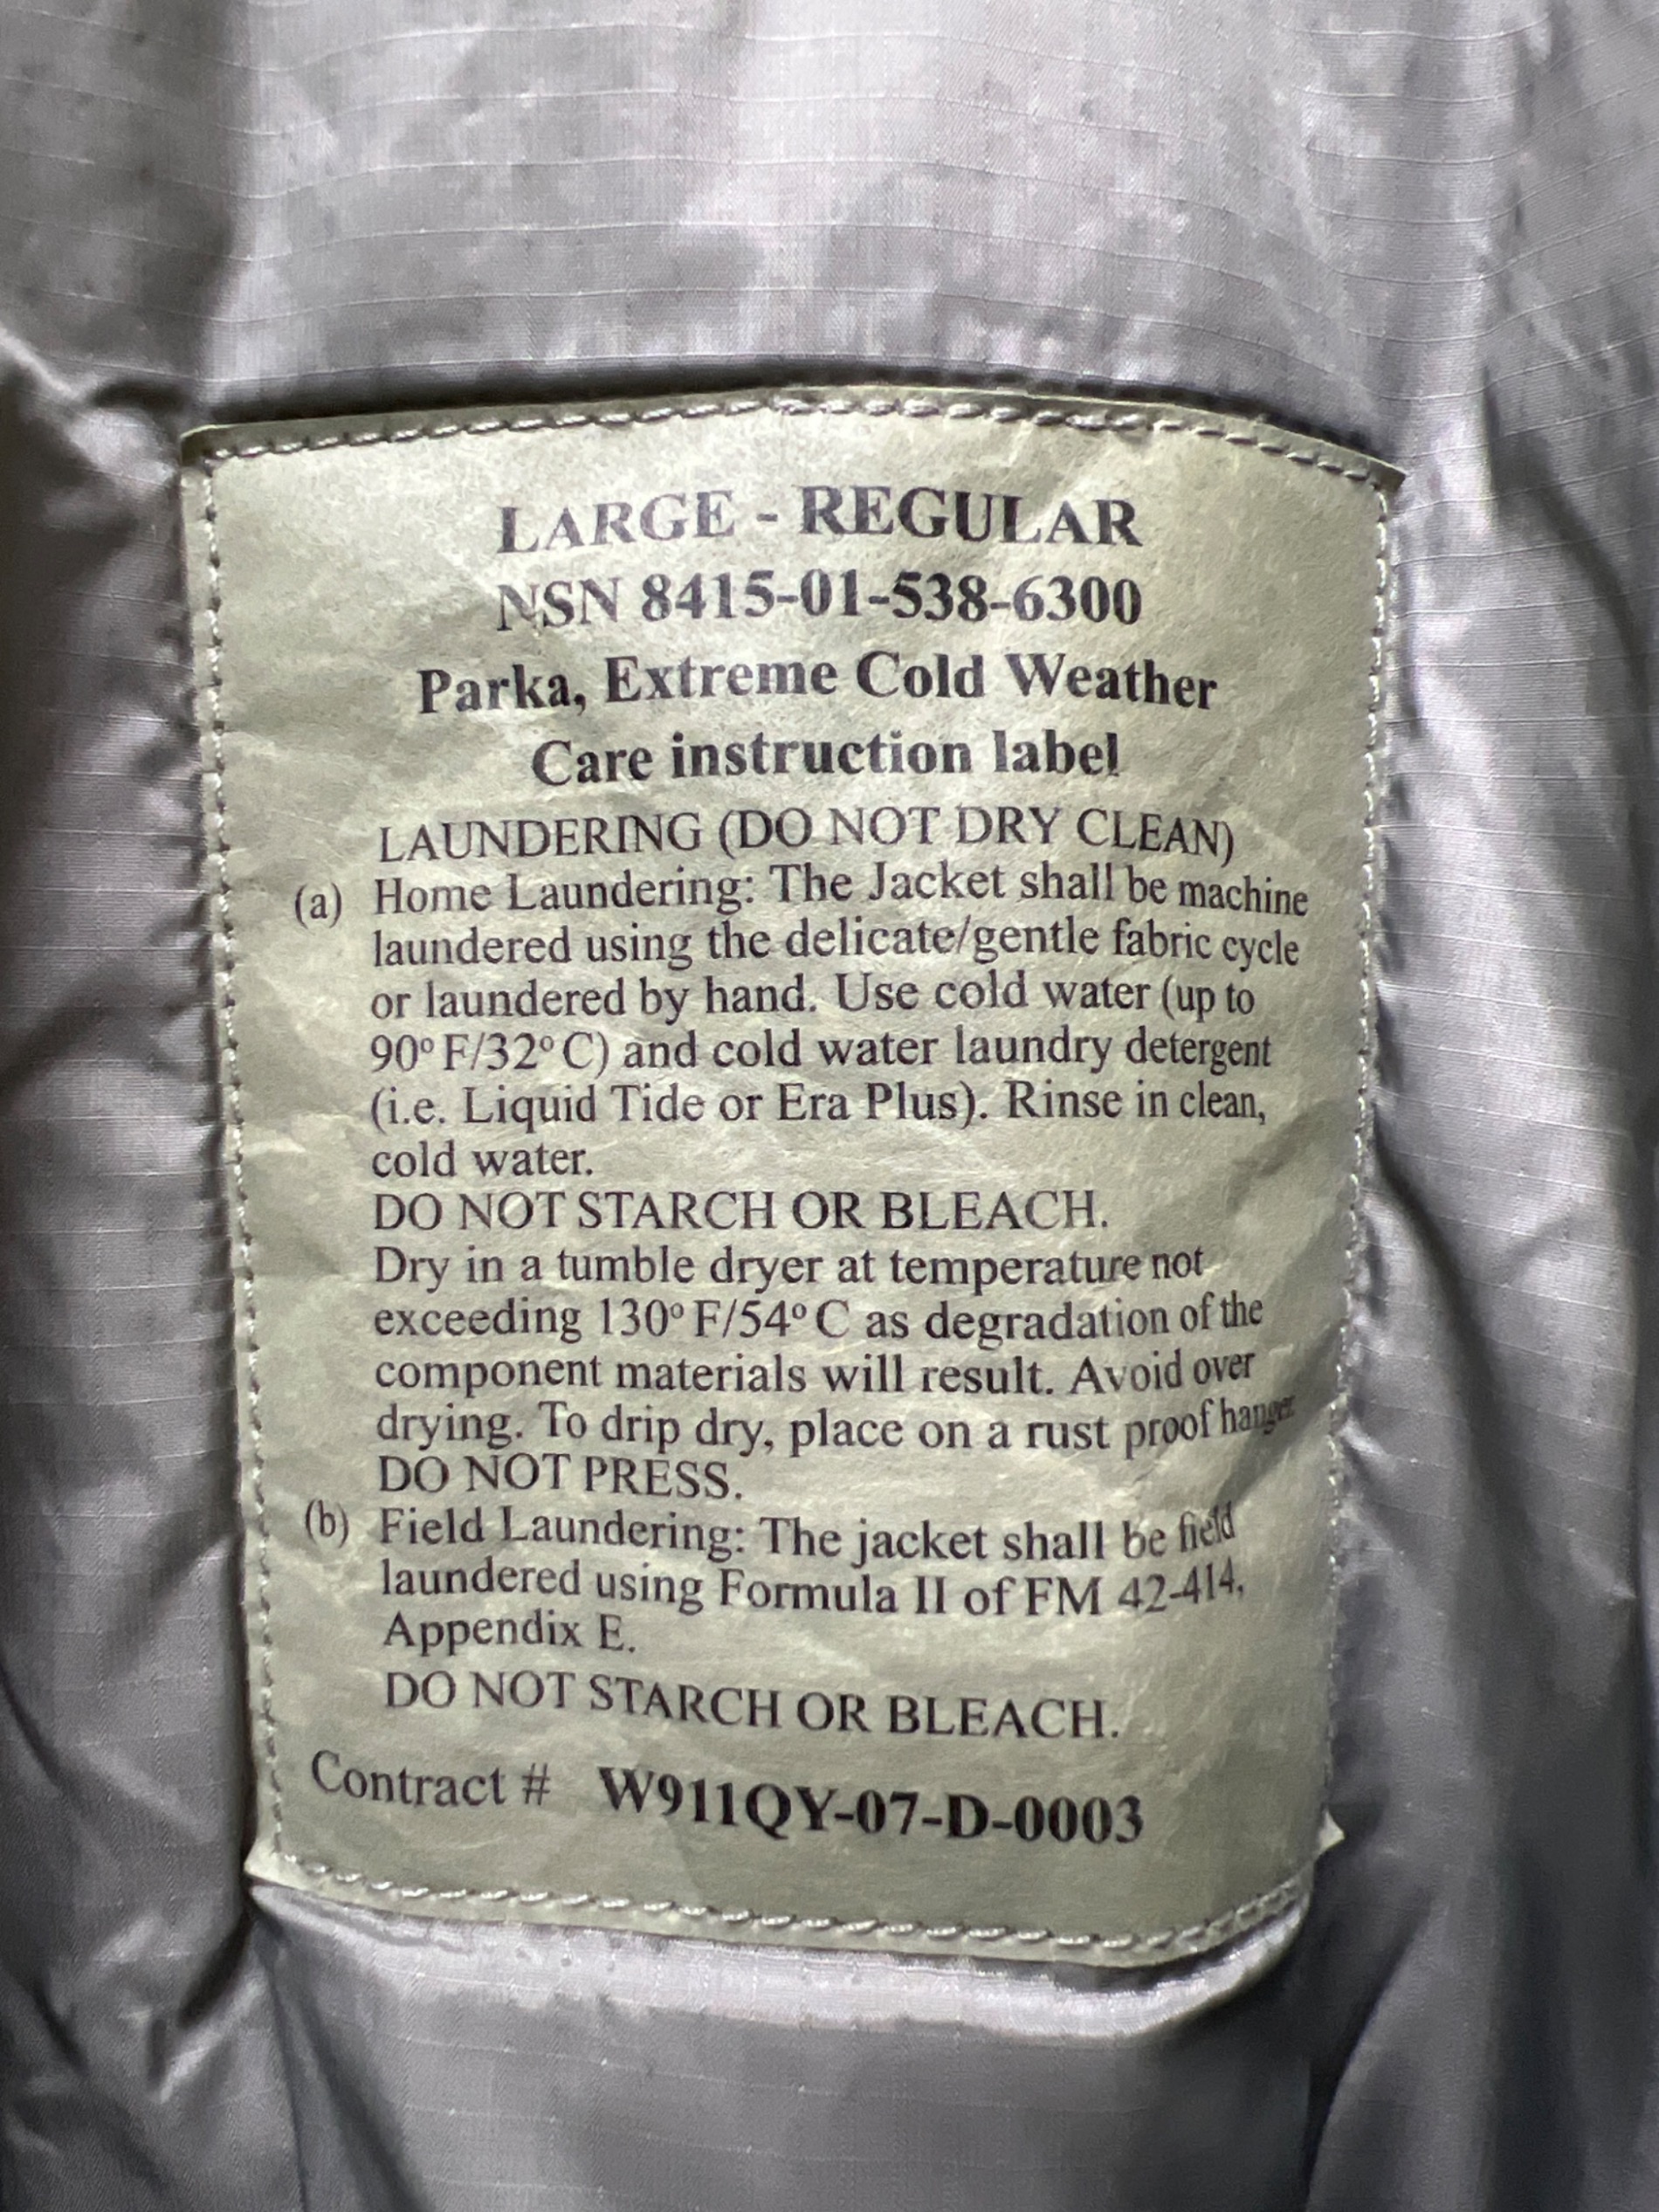 LARGE - REGULAR
NSN 8415-01-538-6300
Parka, Extreme Cold Weather
Care instruction label
LAUNDERING (DO NOT DRY CLEAN)
(a) Home Laundering: The Jacket shall be machine
laundered using the delicate/gentle fabric cycle
or laundered by hand. Use cold water (up to
90º F/32º C) and cold water laundry detergent
(i.e. Liquid Tide or Era Plus). Rinse in clean,
cold water.
DO NOT STARCH OR BLEACH.
Dry in a tumble dryer at temperature not
exceeding 130º F/54º C as degradation of the
component materials will result. Avoid over
drying. To drip dry, place on a rust proof hanger
DO NOT PRESS.
(b) Field Laundering: The jacket shall be field
laundered using Formula II of FM 42-414,
Appendix E.
DO NOT STARCH OR BLEACH.
Contract # W911QY-07-D-0003